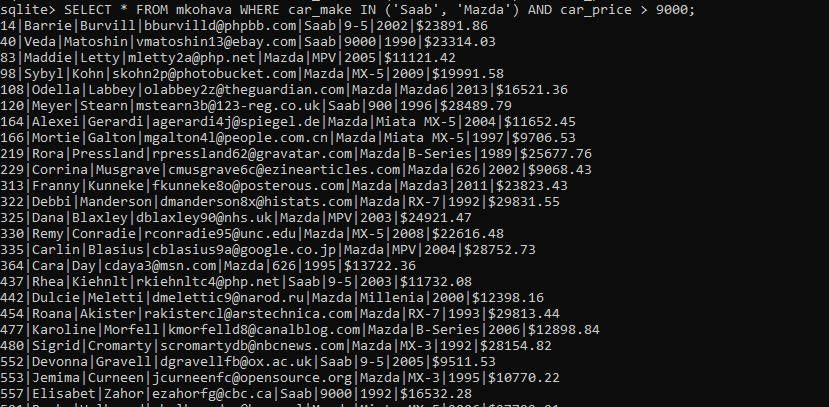 sqlite> SELECT * FROM mkohava WHERE car_make IN ('Saab', 'Mazda') AND car_price > 9000;
14|Barrie|Burvill|bburvilld@phpbb.com|Saab|9-5|2002|$23891.86
40|Veda|Matoshin|vmatoshin13@ebay.com|Saab|9000|1990|$23314.03
83|Maddie|Letty|mletty2a@php.net|Mazda|MPV|2005|$11121.42
98|Sybyl|Kohn|skohn2p@photobucket.com|Mazda|MX-5|2009|$19991.58
108|Odella|Labbey|olabbey2z@theguardian.com|Mazda|Mazda6|2013|$16521.36
120|Meyer|Stearn|mstearn3b@123-reg.co.uk|Saab|900|1996|$28489.79
164|Alexei|Gerardi|agerardi4j@spiegel.de|Mazda|Miata MX-5|2004|$11652.45
166|Mortie|Galton|mgalton4l@people.com.cn|Mazda|Miata MX-5|1997|$9706.53
219|Rora|Pressland|rpressland62@gravatar.com|Mazda|B-Series|1989|$25677.76
229|Corrina|Musgrave|cmusgrave6c@ezinearticles.com|Mazda|626|2002|$9068.43
313|Franny|Kunneke|fkunneke8o@posterous.com|Mazda|Mazda3|2011|$23823.43
322|Debbi|Manderson|dmanderson8x@histats.com|Mazda|RX-7|1992|$29831.55
325|Dana|Blaxley|dblaxley90@nhs.uk|Mazda|MPV|2003|$24921.47
330|Remy|Conradie|rconradie95@unc.edu|Mazda|MX-5|2008|$22616.48
335|Carlin|Blasius|cblasius9a@google.co.jp|Mazda|MPV|2004|$28752.73
364|Cara|Day|cdaya3@msn.com|Mazda|626|1995|$13722.36
437|Rhea|Kiehnlt|rkiehnltc4@php.net|Saab|9-5|2003|$11732.08
442|Dulcie|Meletti|dmelettic9@narod.ru|Mazda|Millenia|2000|$12398.16
454|Roana|Akister|rakistercl@arstechnica.com|Mazda|RX-7|1993|$29813.44
477|Karoline|Morfell|kmorfelld8@canalblog.com|Mazda|B-Series|2006|$12898.84
480|Sigrid|Cromarty|scromartydb@nbcnews.com|Mazda|MX-3|1992|$28154.82
552|Devonna|Gravell|dgravellfb@ox.ac.uk|Saab|9-5|2005|$9511.53
553|Jemima|Curneen|jcurneenfc@opensource.org|Mazda|MX-3|1995|$10770.22
557|Elisabet|Zahor|ezahorfg@cbc.ca|Saab|9000|1992|$16532.28